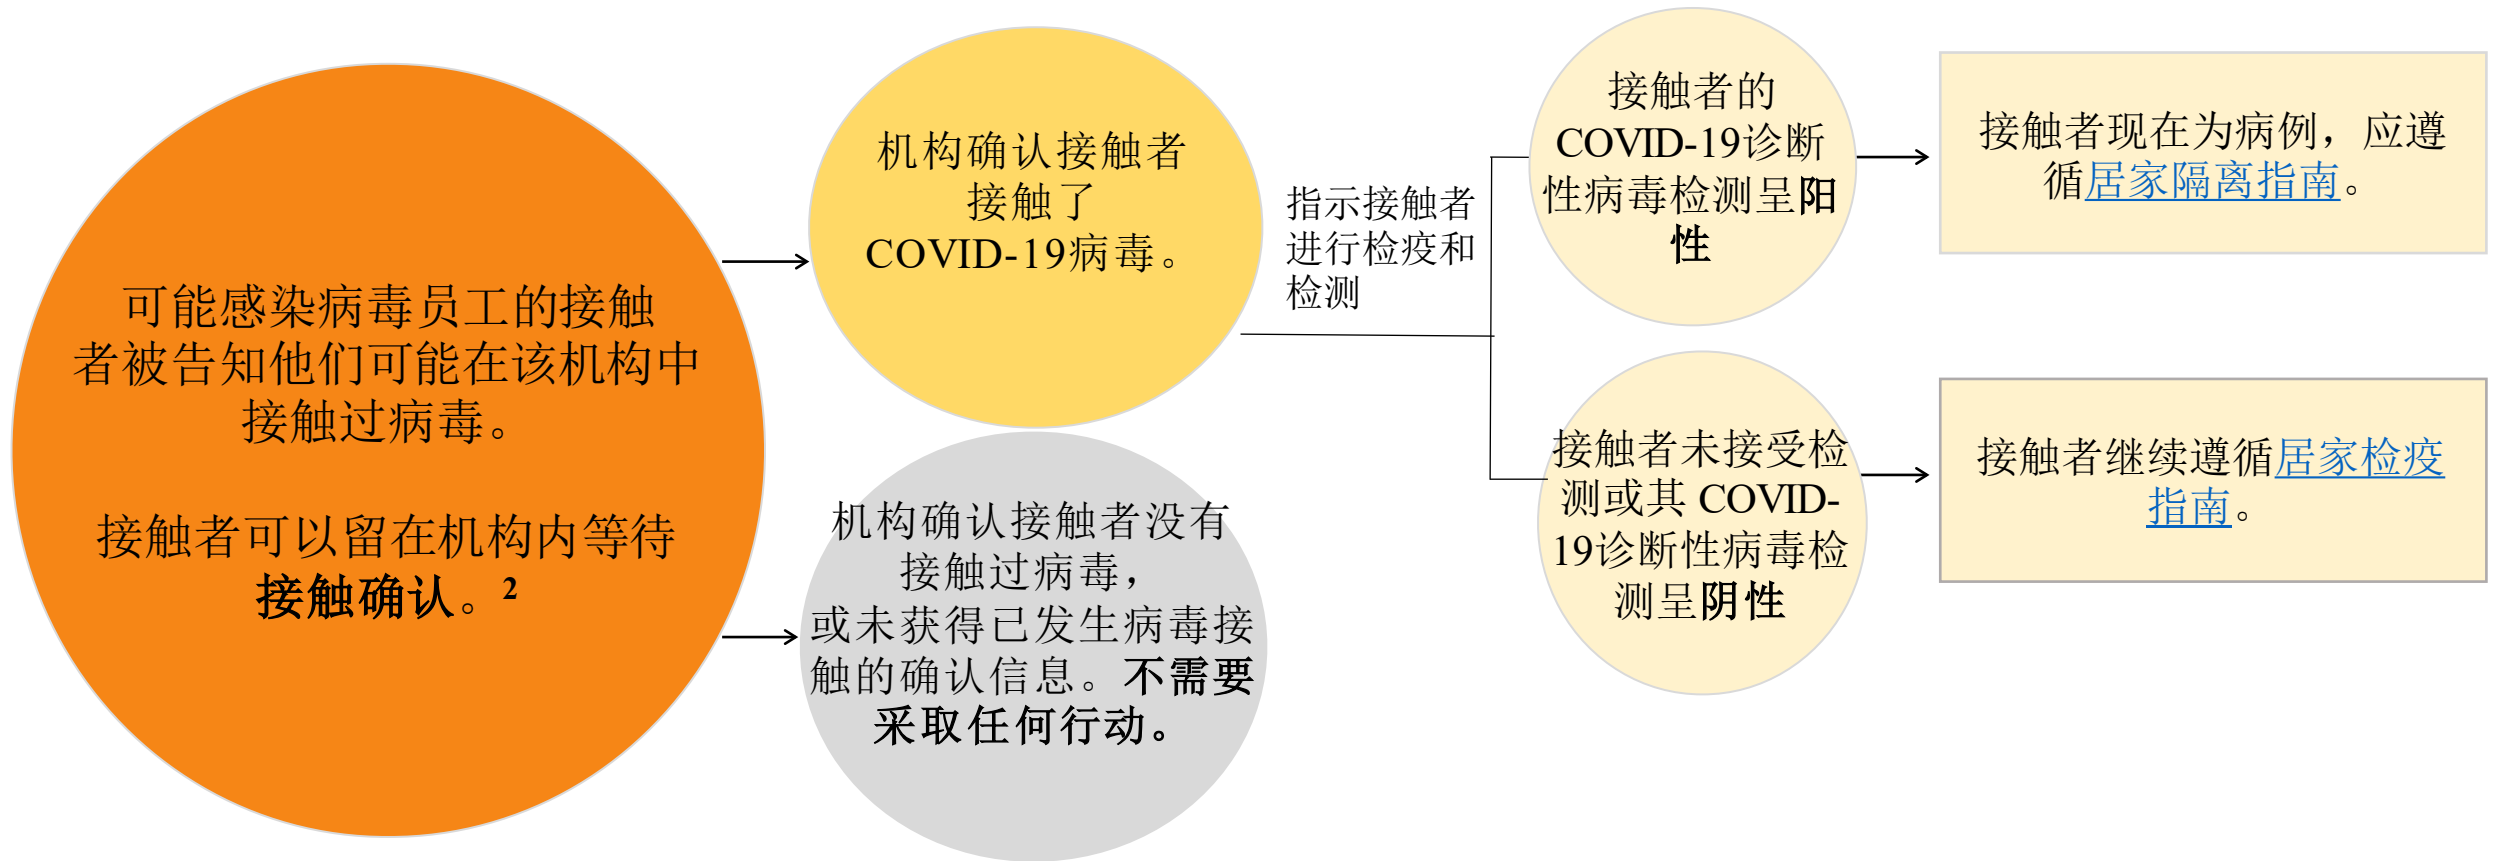 可能感染病毒员工的接触
者被告知他们可能在该机构中
接触过病毒。
接触者可以留在机构内等待
接触确认。2
机构确认接触者
接触了
COVID-19病毒。
机构确认接触者没有
接触过病毒，
或未获得已发生病毒接
触的确认信息。不需要
采取任何行动。
指示接触者
进行检疫和
检测
接触者的
COVID-19诊断
性病毒检测呈阳
性
接触者现在为病例，应遵
循居家隔离指南。
接触者未接受检
测或其 COVID-
19诊断性病毒检
测呈阴性
接触者继续遵循居家检疫
指南。